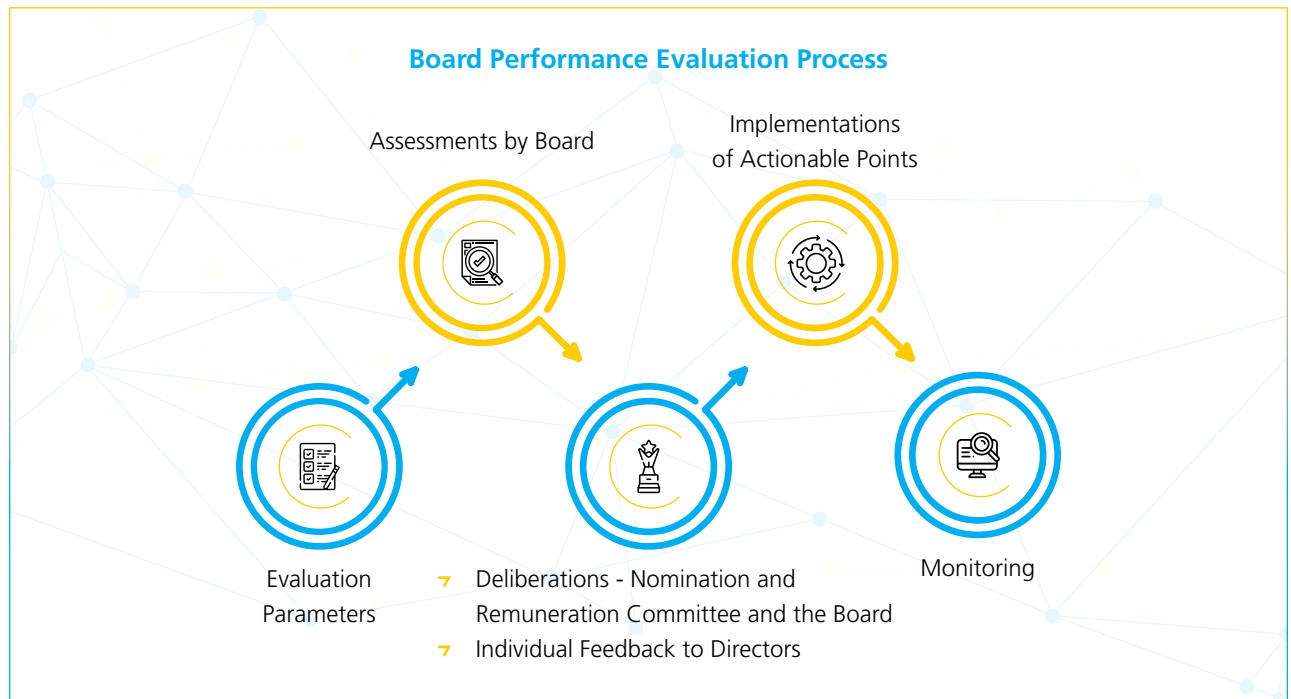 Board Performance Evaluation Process
Assessments by Board
Implementations
of Actionable Points
Evaluation
Parameters
Deliberations - Nomination and
Remuneration Committee and the Board
Individual Feedback to Directors
Monitoring